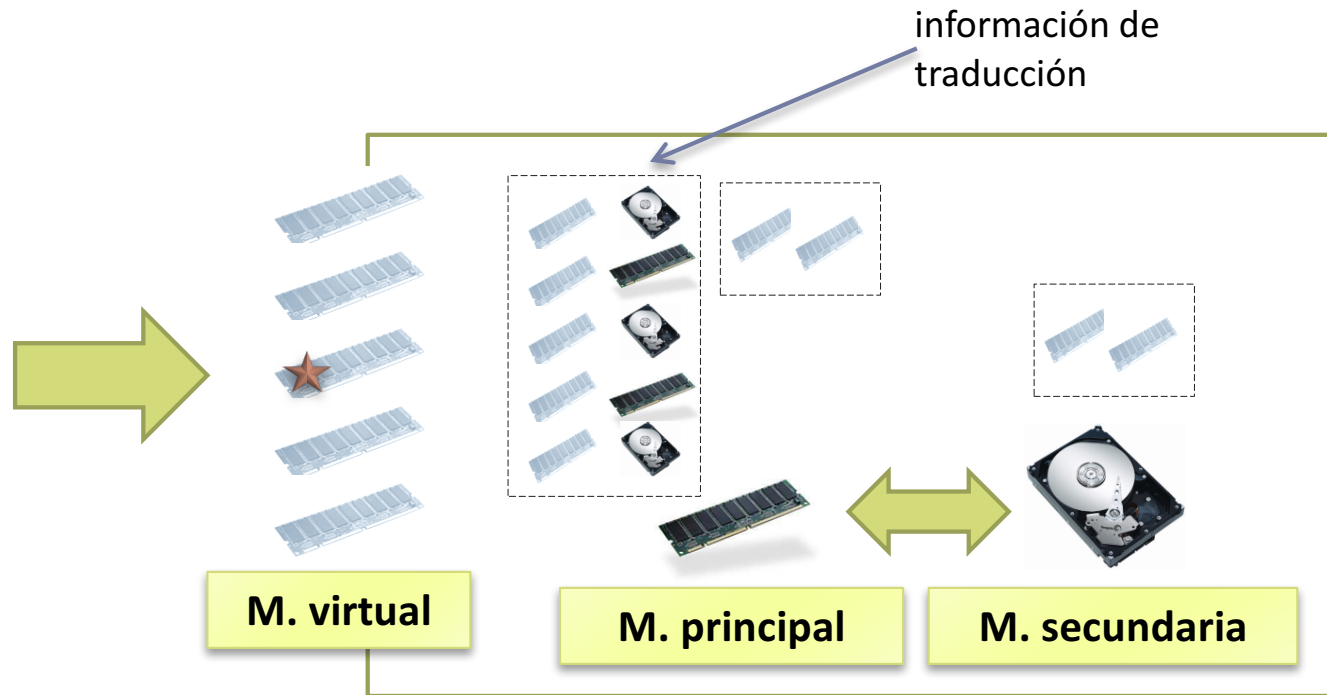 información de
traducción
M. virtual
M. principal
M. secundaria